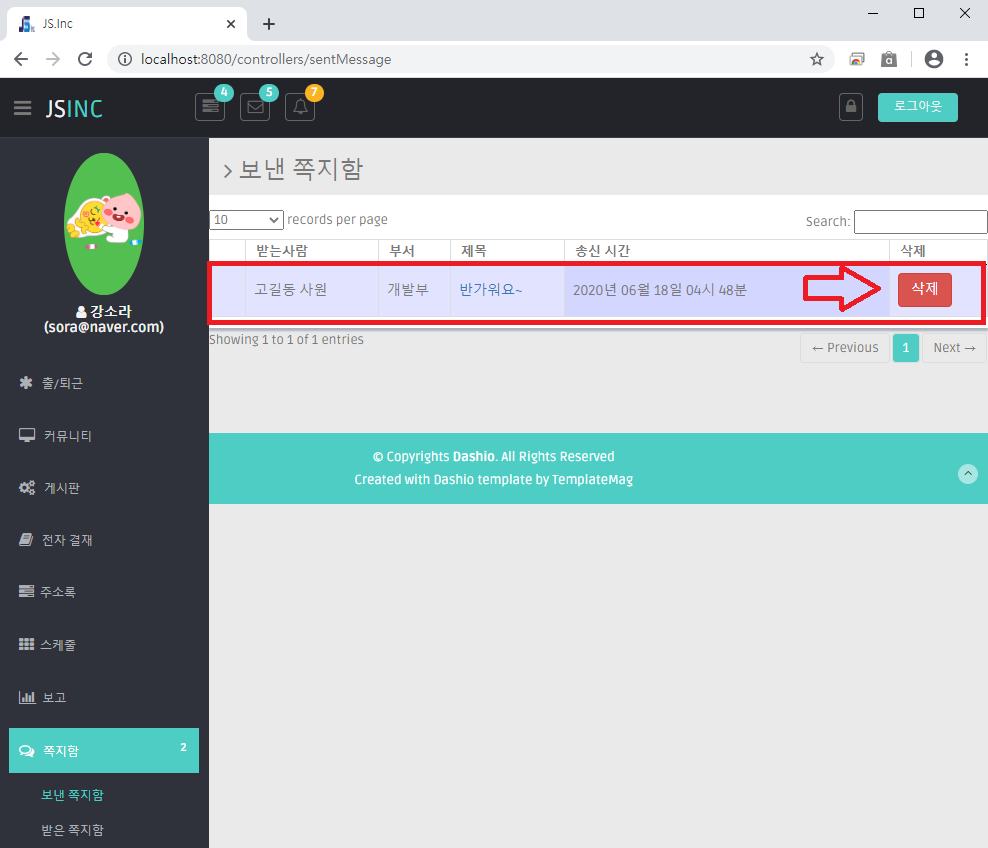 JS.Inc
localhost:8080/controllers/sentMessage
JSINC
4
5
7
로그아웃
강소라
(sora@naver.com)
출/퇴근
커뮤니티
게시판
전자 결재
주소록
스케줄
보고
쪽지함 2
보낸 쪽지함
받은 쪽지함
보낸 쪽지함
10 records per page
Search:
받는사람 부서 제목 송신 시간 삭제
고길동 사원 개발부 반가워요~ 2020년 06월 18일 04시 48분 삭제
Showing 1 to 1 of 1 entries
← Previous 1 Next →
© Copyrights Dashio. All Rights Reserved
Created with Dashio template by TemplateMag